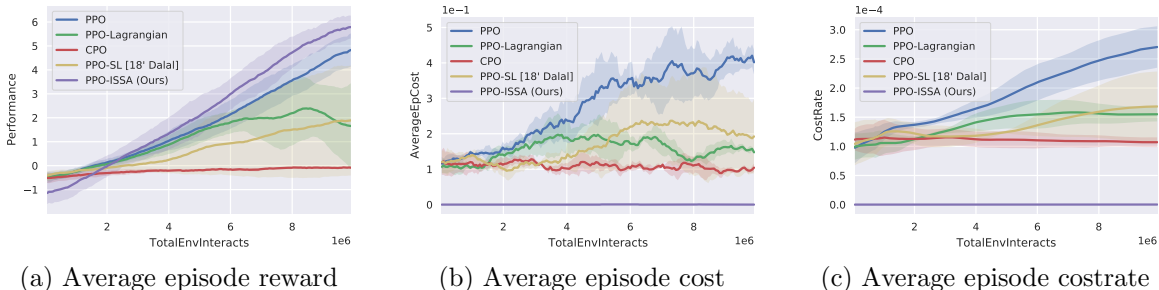 PPO
PPO-Lagrangian
CPO
PPO-SL [18' Dalal]
PPO-ISSA (Ours)
Performance
6
5
4
3
2
1
0
−1
2
4
6
8
1e6
TotalEnvInteracts
(a) Average episode reward
1e−1
PPO
PPO-Lagrangian
CPO
PPO-SL [18' Dalal]
PPO-ISSA (Ours)
AverageEpCost
5
4
3
2
1
0
2
4
6
8
1e6
TotalEnvInteracts
(b) Average episode cost
1e−4
PPO
PPO-Lagrangian
CPO
PPO-SL [18' Dalal]
PPO-ISSA (Ours)
CostRate
3.0
2.5
2.0
1.5
1.0
0.5
0.0
2
4
6
8
1e6
TotalEnvInteracts
(c) Average episode costrate